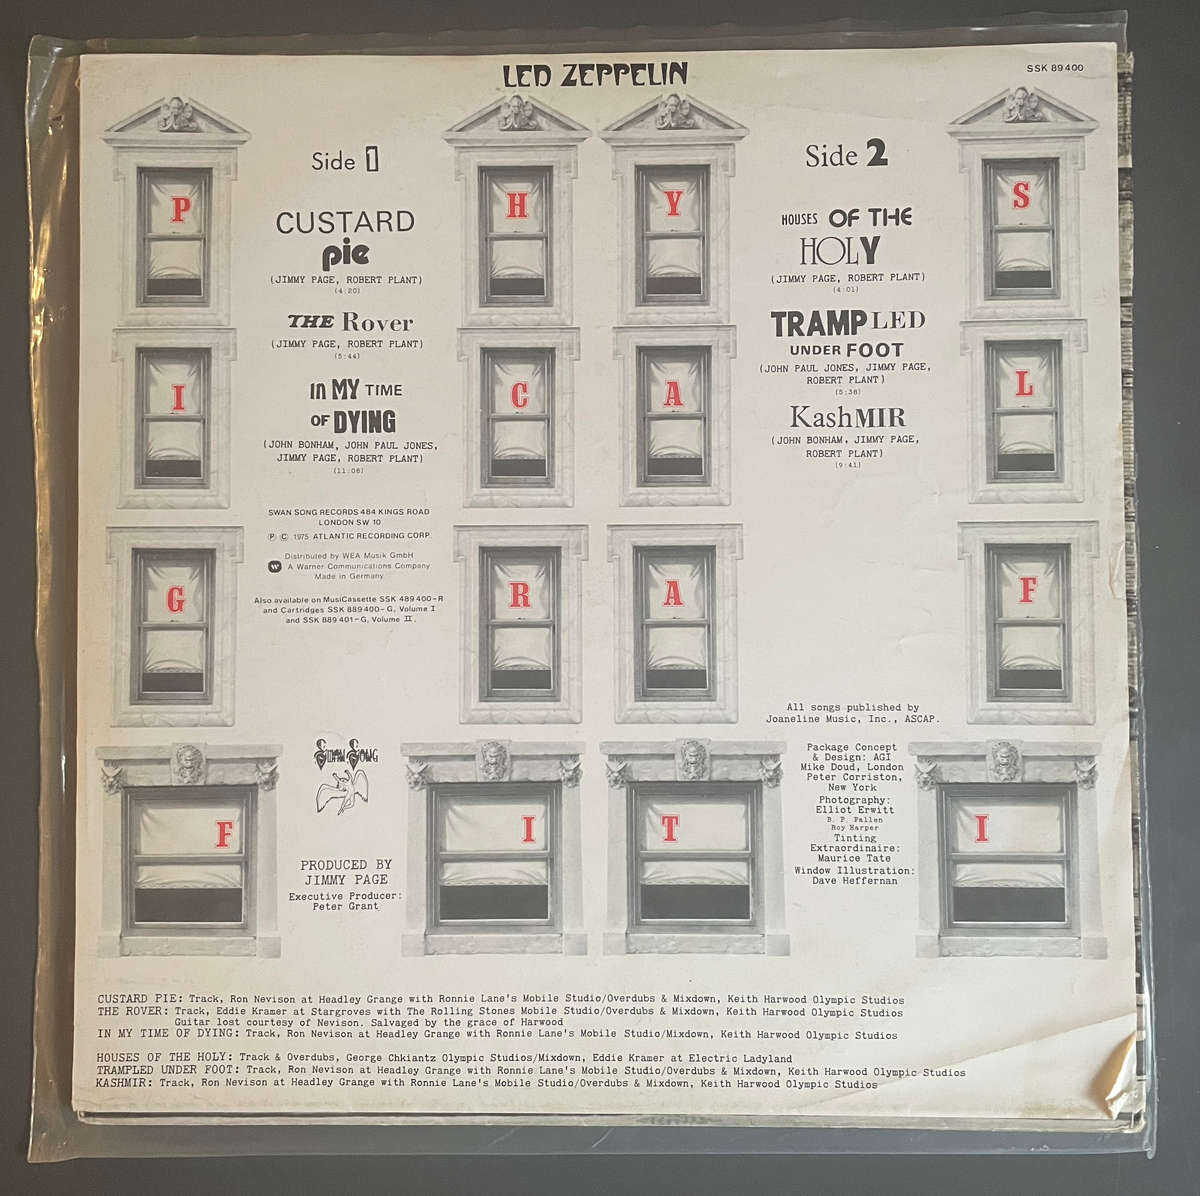 LED ZEPPELIN
SSK 89400
P H Y S
I C A L
G R A F
F I T I
Side 1
CUSTARD
pie
(JIMMY PAGE, ROBERT PLANT)
(4:20)
THE Rover
(JIMMY PAGE, ROBERT PLANT)
(5:44)
In MY TIME
OF DYING
(JOHN BONHAM, JOHN PAUL JONES,
JIMMY PAGE, ROBERT PLANT)
(11:08)
SWAN SONG RECORDS 484 KINGS ROAD
LONDON SW 10
Ⓟ © 1975 ATLANTIC RECORDING CORP.
Distributed by WEA Musik GmbH
W A Warner Communications Company
Made in Germany
Also available on MusiCassette SSK 489400-R
and Cartridges SSK 889400-G, Volume I
and SSK 889401-G, Volume II.
Swan Song
PRODUCED BY
JIMMY PAGE
Executive Producer:
Peter Grant
Side 2
HOUSES OF THE
HOLY
(JIMMY PAGE, ROBERT PLANT)
(4:01)
TRAMPLED
UNDER FOOT
(JOHN PAUL JONES, JIMMY PAGE,
ROBERT PLANT)
(5:38)
KashMIR
(JOHN BONHAM, JIMMY PAGE,
ROBERT PLANT)
(9:41)
All songs published by
Joaneline Music, Inc., ASCAP.
Package Concept
& Design: AGI
Mike Doud, London
Peter Corriston,
New York
Photography:
Elliot Erwitt
B. P. Fallen
Roy Harper
Tinting
Extraordinaire:
Maurice Tate
Window Illustration:
Dave Heffernan
CUSTARD PIE: Track, Ron Nevison at Headley Grange with Ronnie Lane's Mobile Studio/Overdubs & Mixdown, Keith Harwood Olympic Studios
THE ROVER: Track, Eddie Kramer at Stargroves with The Rolling Stones Mobile Studio/Overdubs & Mixdown, Keith Harwood Olympic Studios
Guitar lost courtesy of Nevison. Salvaged by the grace of Harwood
IN MY TIME OF DYING: Track, Ron Nevison at Headley Grange with Ronnie Lane's Mobile Studio/Mixdown, Keith Harwood Olympic Studios
HOUSES OF THE HOLY: Track & Overdubs, George Chkiantz Olympic Studios/Mixdown, Eddie Kramer at Electric Ladyland
TRAMPLED UNDER FOOT: Track, Ron Nevison at Headley Grange with Ronnie Lane's Mobile Studio/Overdubs & Mixdown, Keith Harwood Olympic Studios
KASHMIR: Track, Ron Nevison at Headley Grange with Ronnie Lane's Mobile Studio/Overdubs & Mixdown, Keith Harwood Olympic Studios